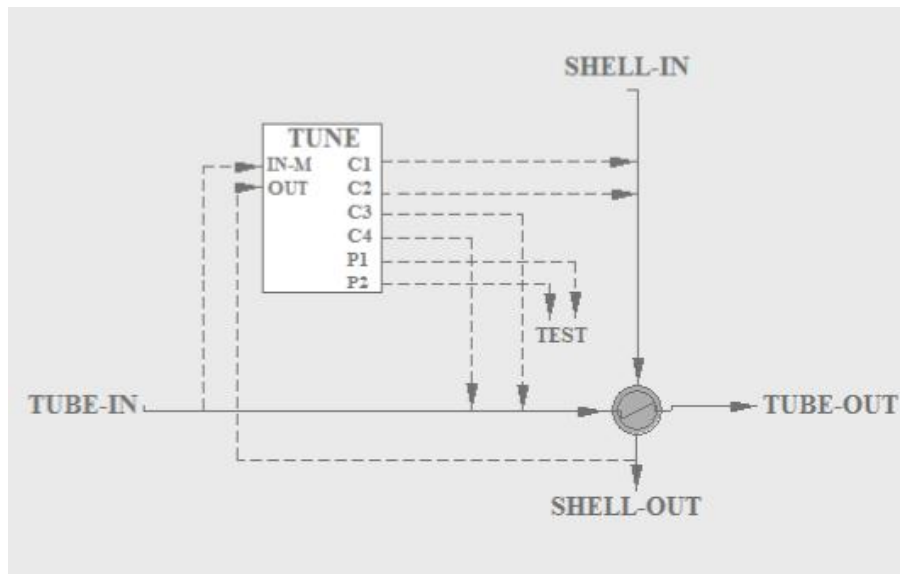 SHELL-IN
TUNE
IN-M C1
OUT C2
C3
C4
P1
P2
TEST
TUBE-IN
TUBE-OUT
SHELL-OUT